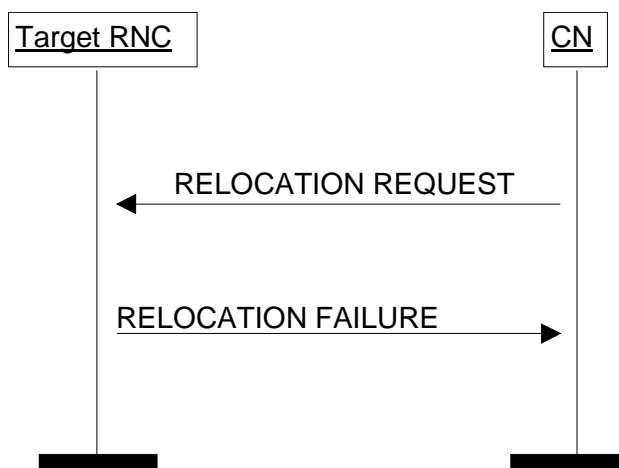 Target RNC
CN
RELOCATION REQUEST
RELOCATION FAILURE